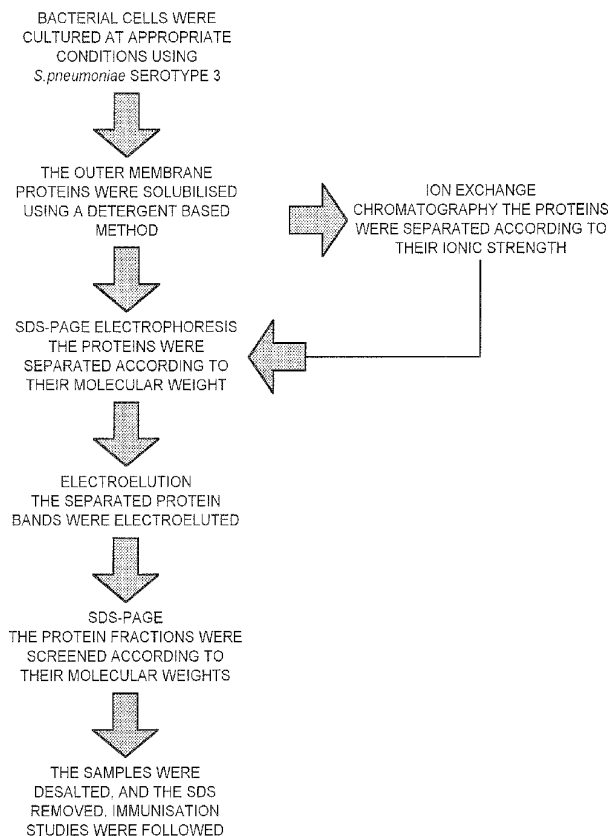 BACTERIAL CELLS WERE
CULTURED AT APPROPRIATE
CONDITIONS USING
S.pneumoniae SEROTYPE 3
THE OUTER MEMBRANE
PROTEINS WERE SOLUBILISED
USING A DETERGENT BASED
METHOD
ION EXCHANGE
CHROMATOGRAPHY THE PROTEINS
WERE SEPARATED ACCORDING TO
THEIR IONIC STRENGTH
SDS-PAGE ELECTROPHORESIS
THE PROTEINS WERE
SEPARATED ACCORDING TO
THEIR MOLECULAR WEIGHT
ELECTROELUTION
THE SEPARATED PROTEIN
BANDS WERE ELECTROELUTED
SDS-PAGE
THE PROTEIN FRACTIONS WERE
SCREENED ACCORDING TO
THEIR MOLECULAR WEIGHTS
THE SAMPLES WERE
DESALTED, AND THE SDS
REMOVED, IMMUNISATION
STUDIES WERE FOLLOWED